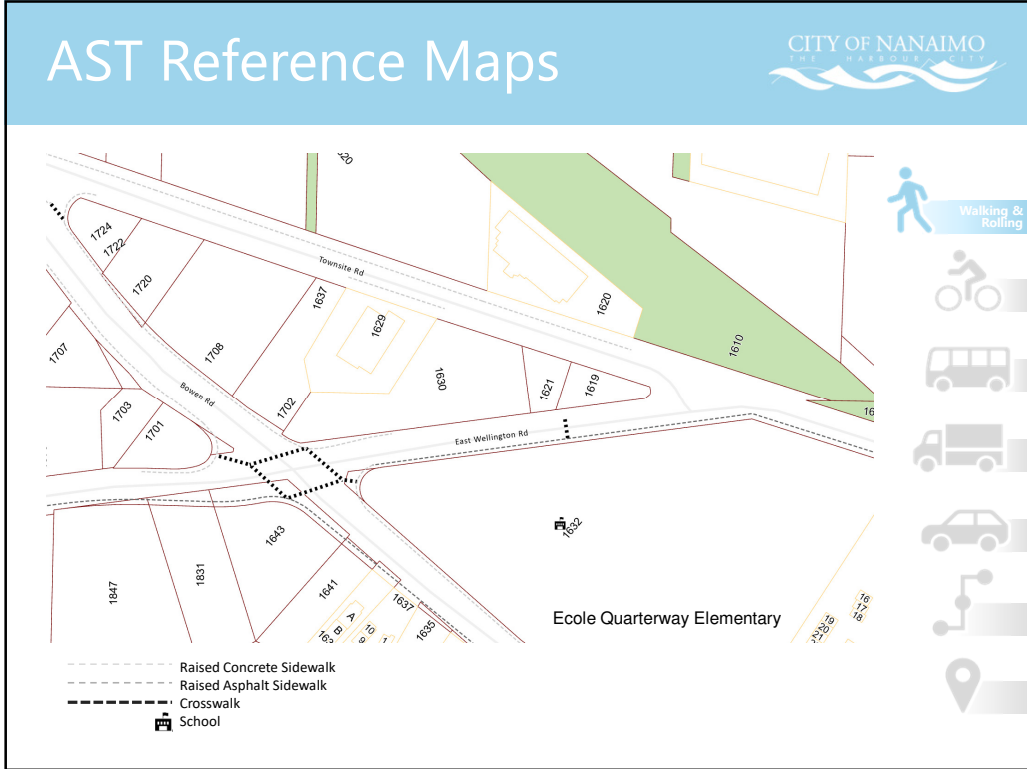 AST Reference Maps
CITY OF NANAIMO
THE HARBOUR CITY
Walking &
Rolling
1724
1722
1720
1708
1637
1629
1630
1620
1610
1707
1703
1701
1702
1621
1619
Townsite Rd
Bowen Rd
East Wellington Rd
1632
1643
1831
1847
1641
1637
1635
A
B
10
16
17
18
19
20
21
Ecole Quarterway Elementary
Raised Concrete Sidewalk
Raised Asphalt Sidewalk
Crosswalk
School